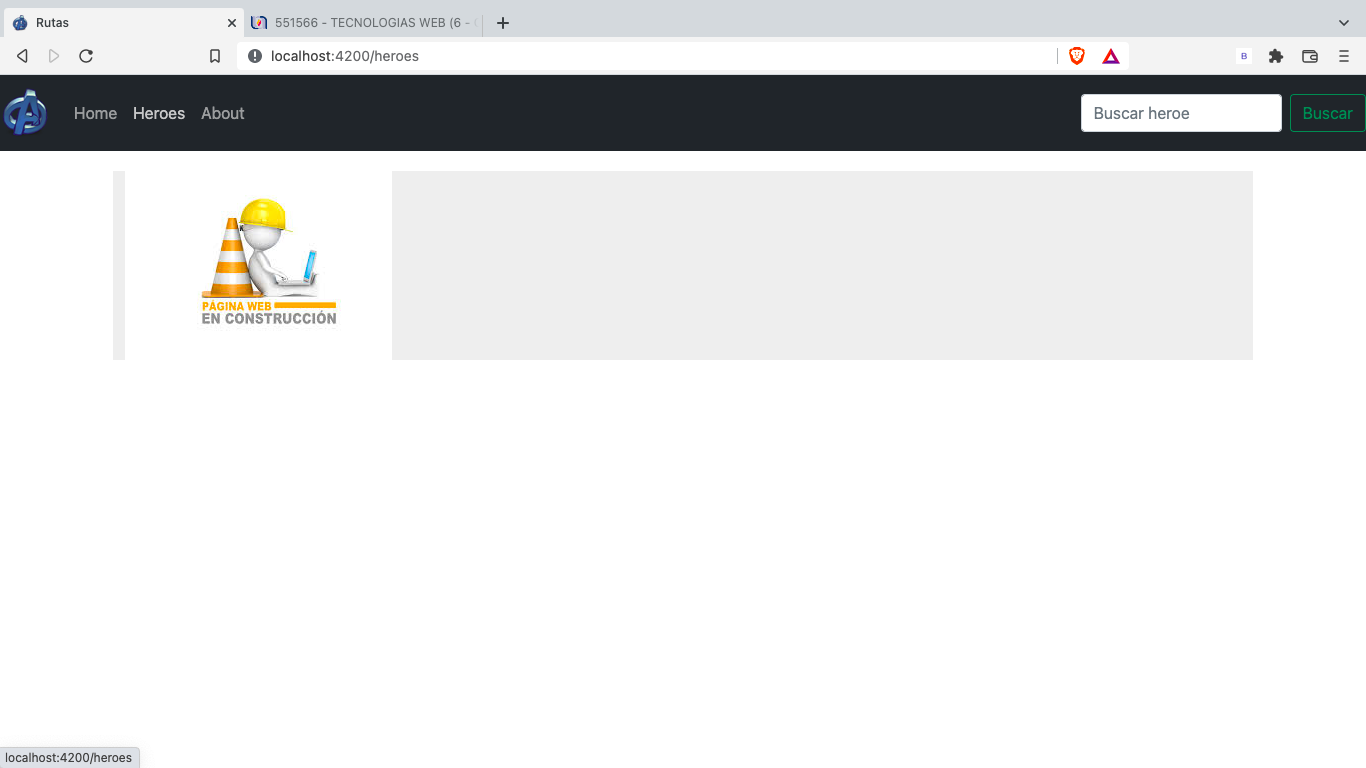 Rutas
551566 - TECNOLOGIAS WEB (6 -
localhost:4200/heroes
B
Home Heroes About
Buscar heroe
Buscar
PÁGINA WEB
EN CONSTRUCCIÓN
localhost:4200/heroes